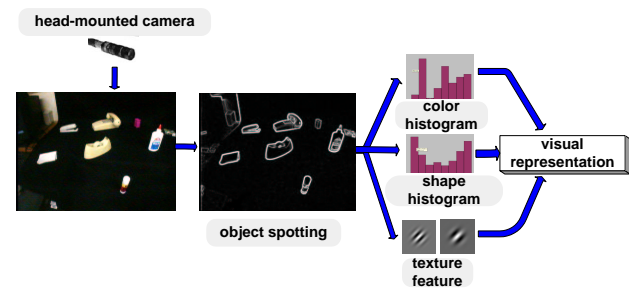 head-mounted camera
color
histogram
visual
representation
shape
histogram
object spotting
texture
feature